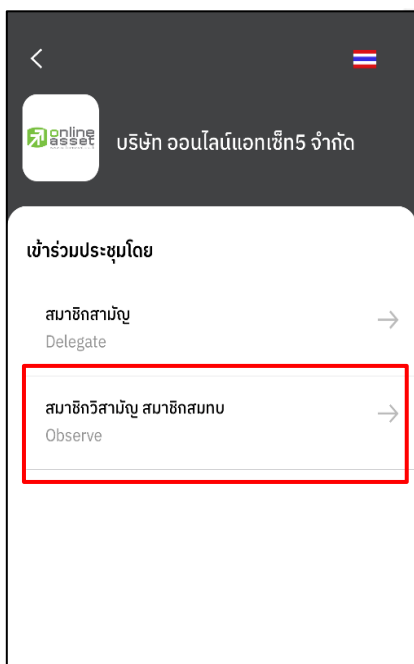 online
asset
บริษัท ออนไลน์แอทเซ็ท5 จำกัด
เข้าร่วมประชุมโดย
สมาชิกสามัญ
Delegate
สมาชิกวิสามัญ สมาชิกสมทบ
Observe